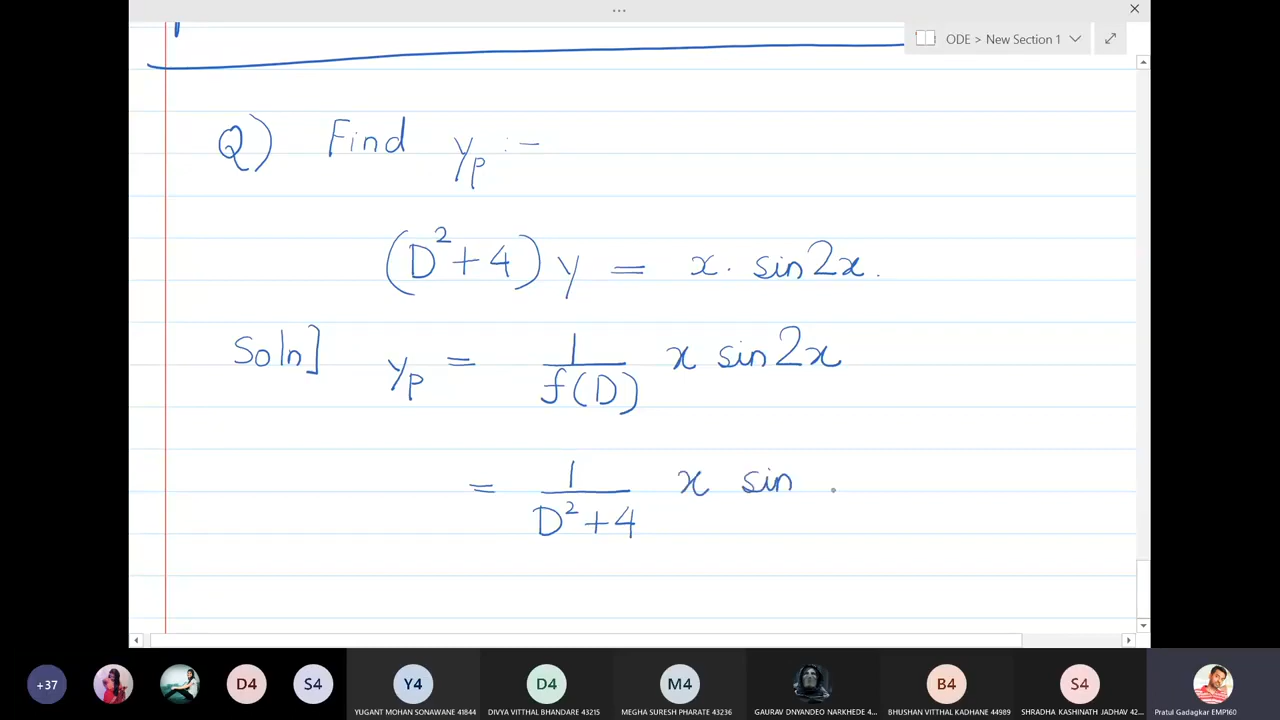 ...
ODE > New Section 1
Q) Find yp :-
(D² + 4) y = x. sin2x.
Soln] yp = 1/f(D) x sin2x
= 1/(D² + 4) x sin .
+37 D4 S4 Y4 D4 M4 B4 S4
YUGANT MOHAN SONAWANE 41844 DIVYA VITTHAL BHANDARE 43215 MEGHA SURESH PHARATE 43236 GAURAV DNYANDEO NARKHEDE 4... BHUSHAN VITTHAL KADHANE 44989 SHRADHA KASHINATH JADHAV 42... Pratul Gadagkar EMP160